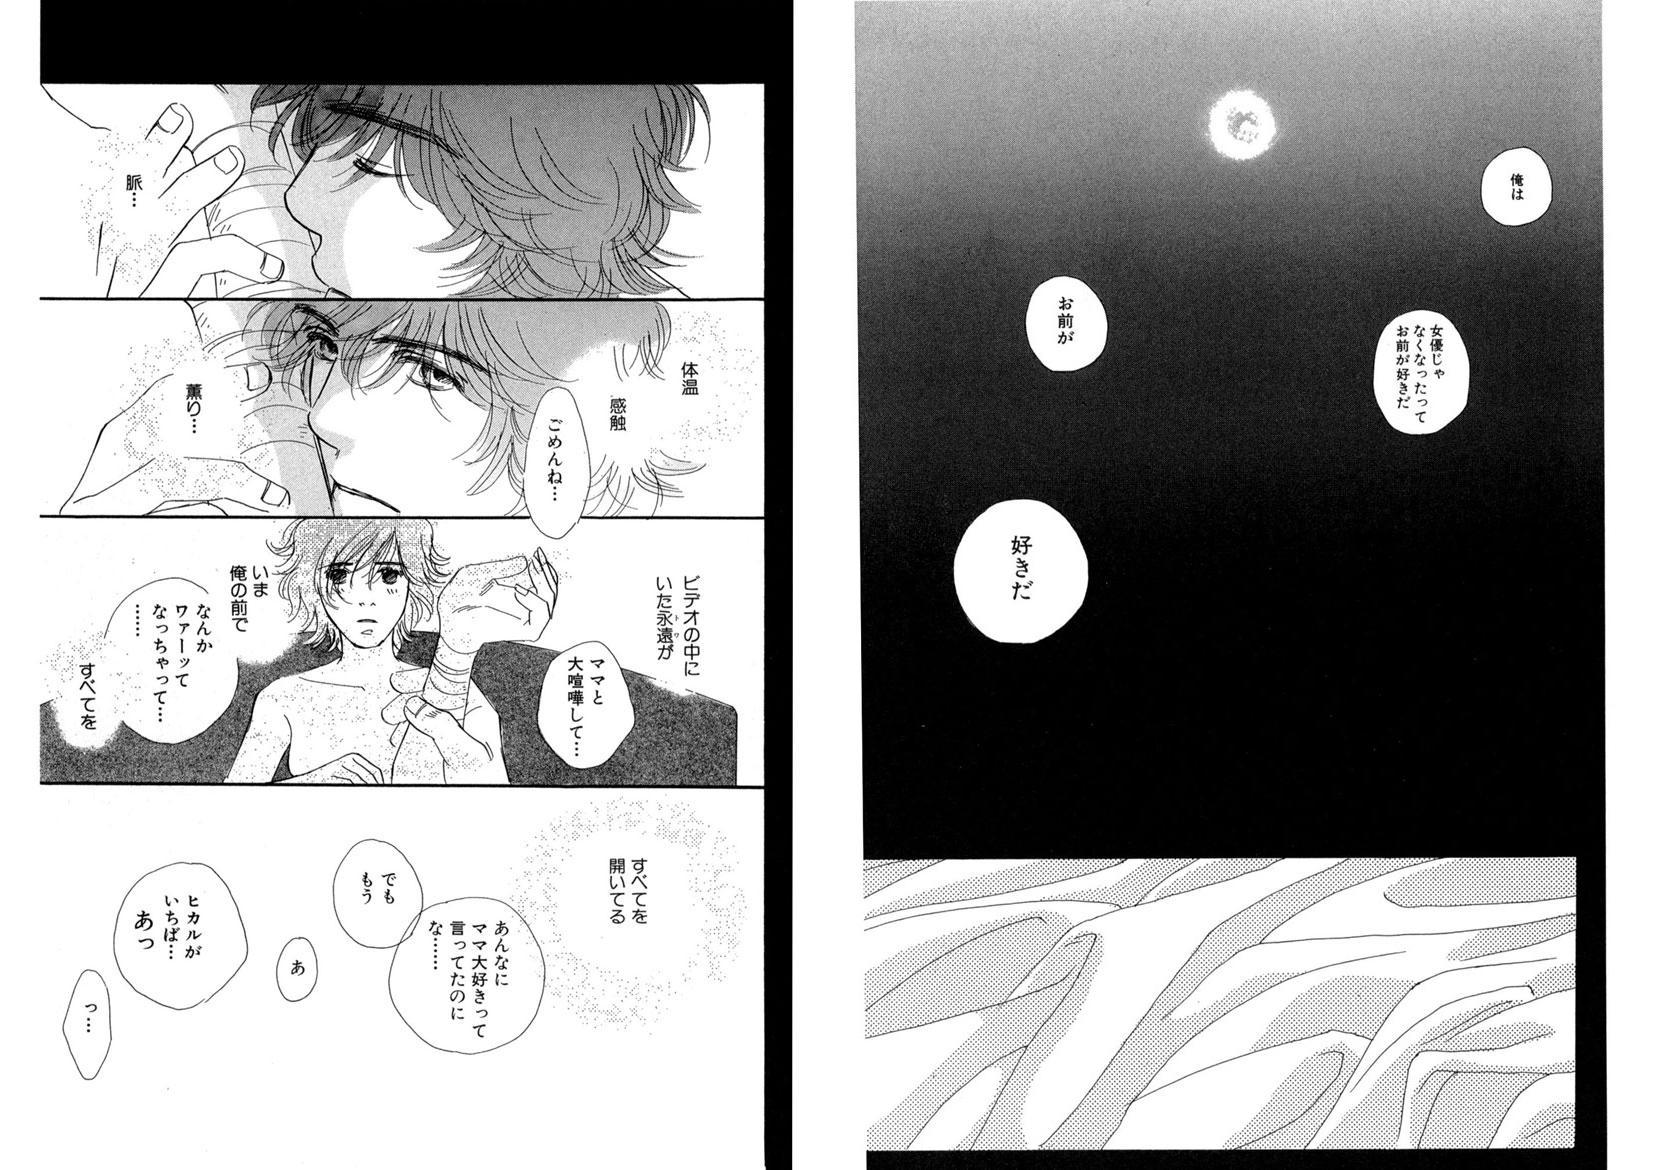 俺は
女優じゃ
なくなったって
お前が好きだ
お前が
好きだ
脈…
体温
感触
ごめんね…
薫り…
ビデオの中に
いた永遠が
トワ
ママと
大喧嘩して…
いま
俺の前で
なんか
ワァーッて
なっちゃって…
……
すべてを
すべてを
開いてる
あんなに
ママ大好きって
言ってたのに
な……
でも
もう
あ
ヒカルが
いちば…
あっ
っ…